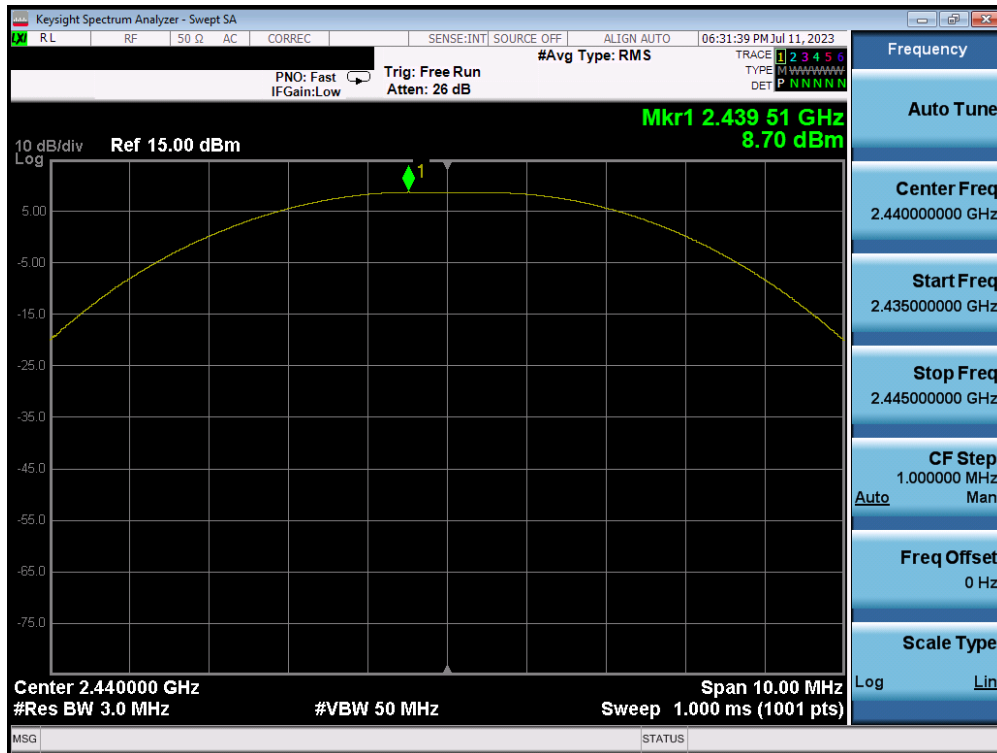 Keysight Spectrum Analyzer - Swept SA
LXI RL RF 50 Ω AC CORREC SENSE:INT SOURCE OFF ALIGN AUTO 06:31:39 PM Jul 11, 2023
#Avg Type: RMS
TRACE 1 2 3 4 5 6
TYPE M WWWWW
DET P N N N N N
PNO: Fast
IFGain:Low
Trig: Free Run
Atten: 26 dB
Mkr1 2.439 51 GHz
8.70 dBm
10 dB/div
Log
Ref 15.00 dBm
1
5.00
-5.00
-15.0
-25.0
-35.0
-45.0
-55.0
-65.0
-75.0
Center 2.440000 GHz
Span 10.00 MHz
#Res BW 3.0 MHz
#VBW 50 MHz
Sweep 1.000 ms (1001 pts)
MSG
STATUS
Frequency
Auto Tune
Center Freq
2.440000000 GHz
Start Freq
2.435000000 GHz
Stop Freq
2.445000000 GHz
CF Step
1.000000 MHz
Auto Man
Freq Offset
0 Hz
Scale Type
Log Lin